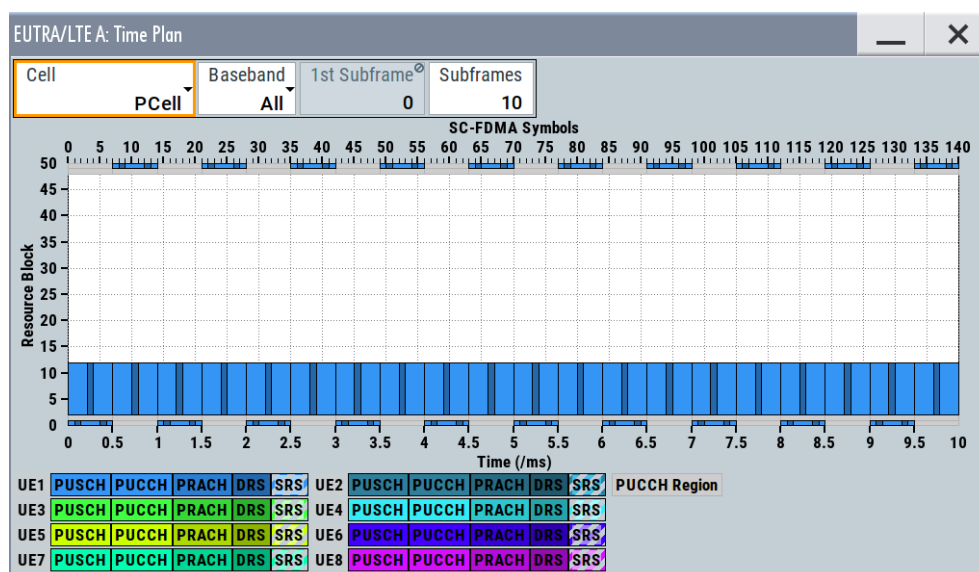 EUTRA/LTE A: Time Plan
Cell Baseband 1st Subframe Subframes
PCell All 0 10
SC-FDMA Symbols
0 5 10 15 20 25 30 35 40 45 50 55 60 65 70 75 80 85 90 95 100 105 110 115 120 125 130 135 140
50
45
40
35
30
25
20
15
10
5
0
Resource Block
0 0.5 1 1.5 2 2.5 3 3.5 4 4.5 5 5.5 6 6.5 7 7.5 8 8.5 9 9.5 10
Time (/ms)
UE1 PUSCH PUCCH PRACH DRS SRS UE2 PUSCH PUCCH PRACH DRS SRS PUCCH Region
UE3 PUSCH PUCCH PRACH DRS SRS UE4 PUSCH PUCCH PRACH DRS SRS
UE5 PUSCH PUCCH PRACH DRS SRS UE6 PUSCH PUCCH PRACH DRS SRS
UE7 PUSCH PUCCH PRACH DRS SRS UE8 PUSCH PUCCH PRACH DRS SRS